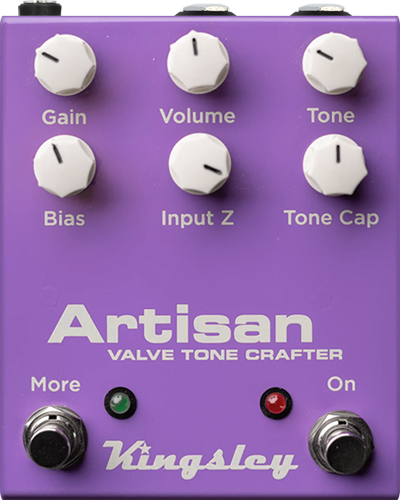 Gain Volume Tone
Bias Input Z Tone Cap
Artisan
VALVE TONE CRAFTER
More On
Kingsley